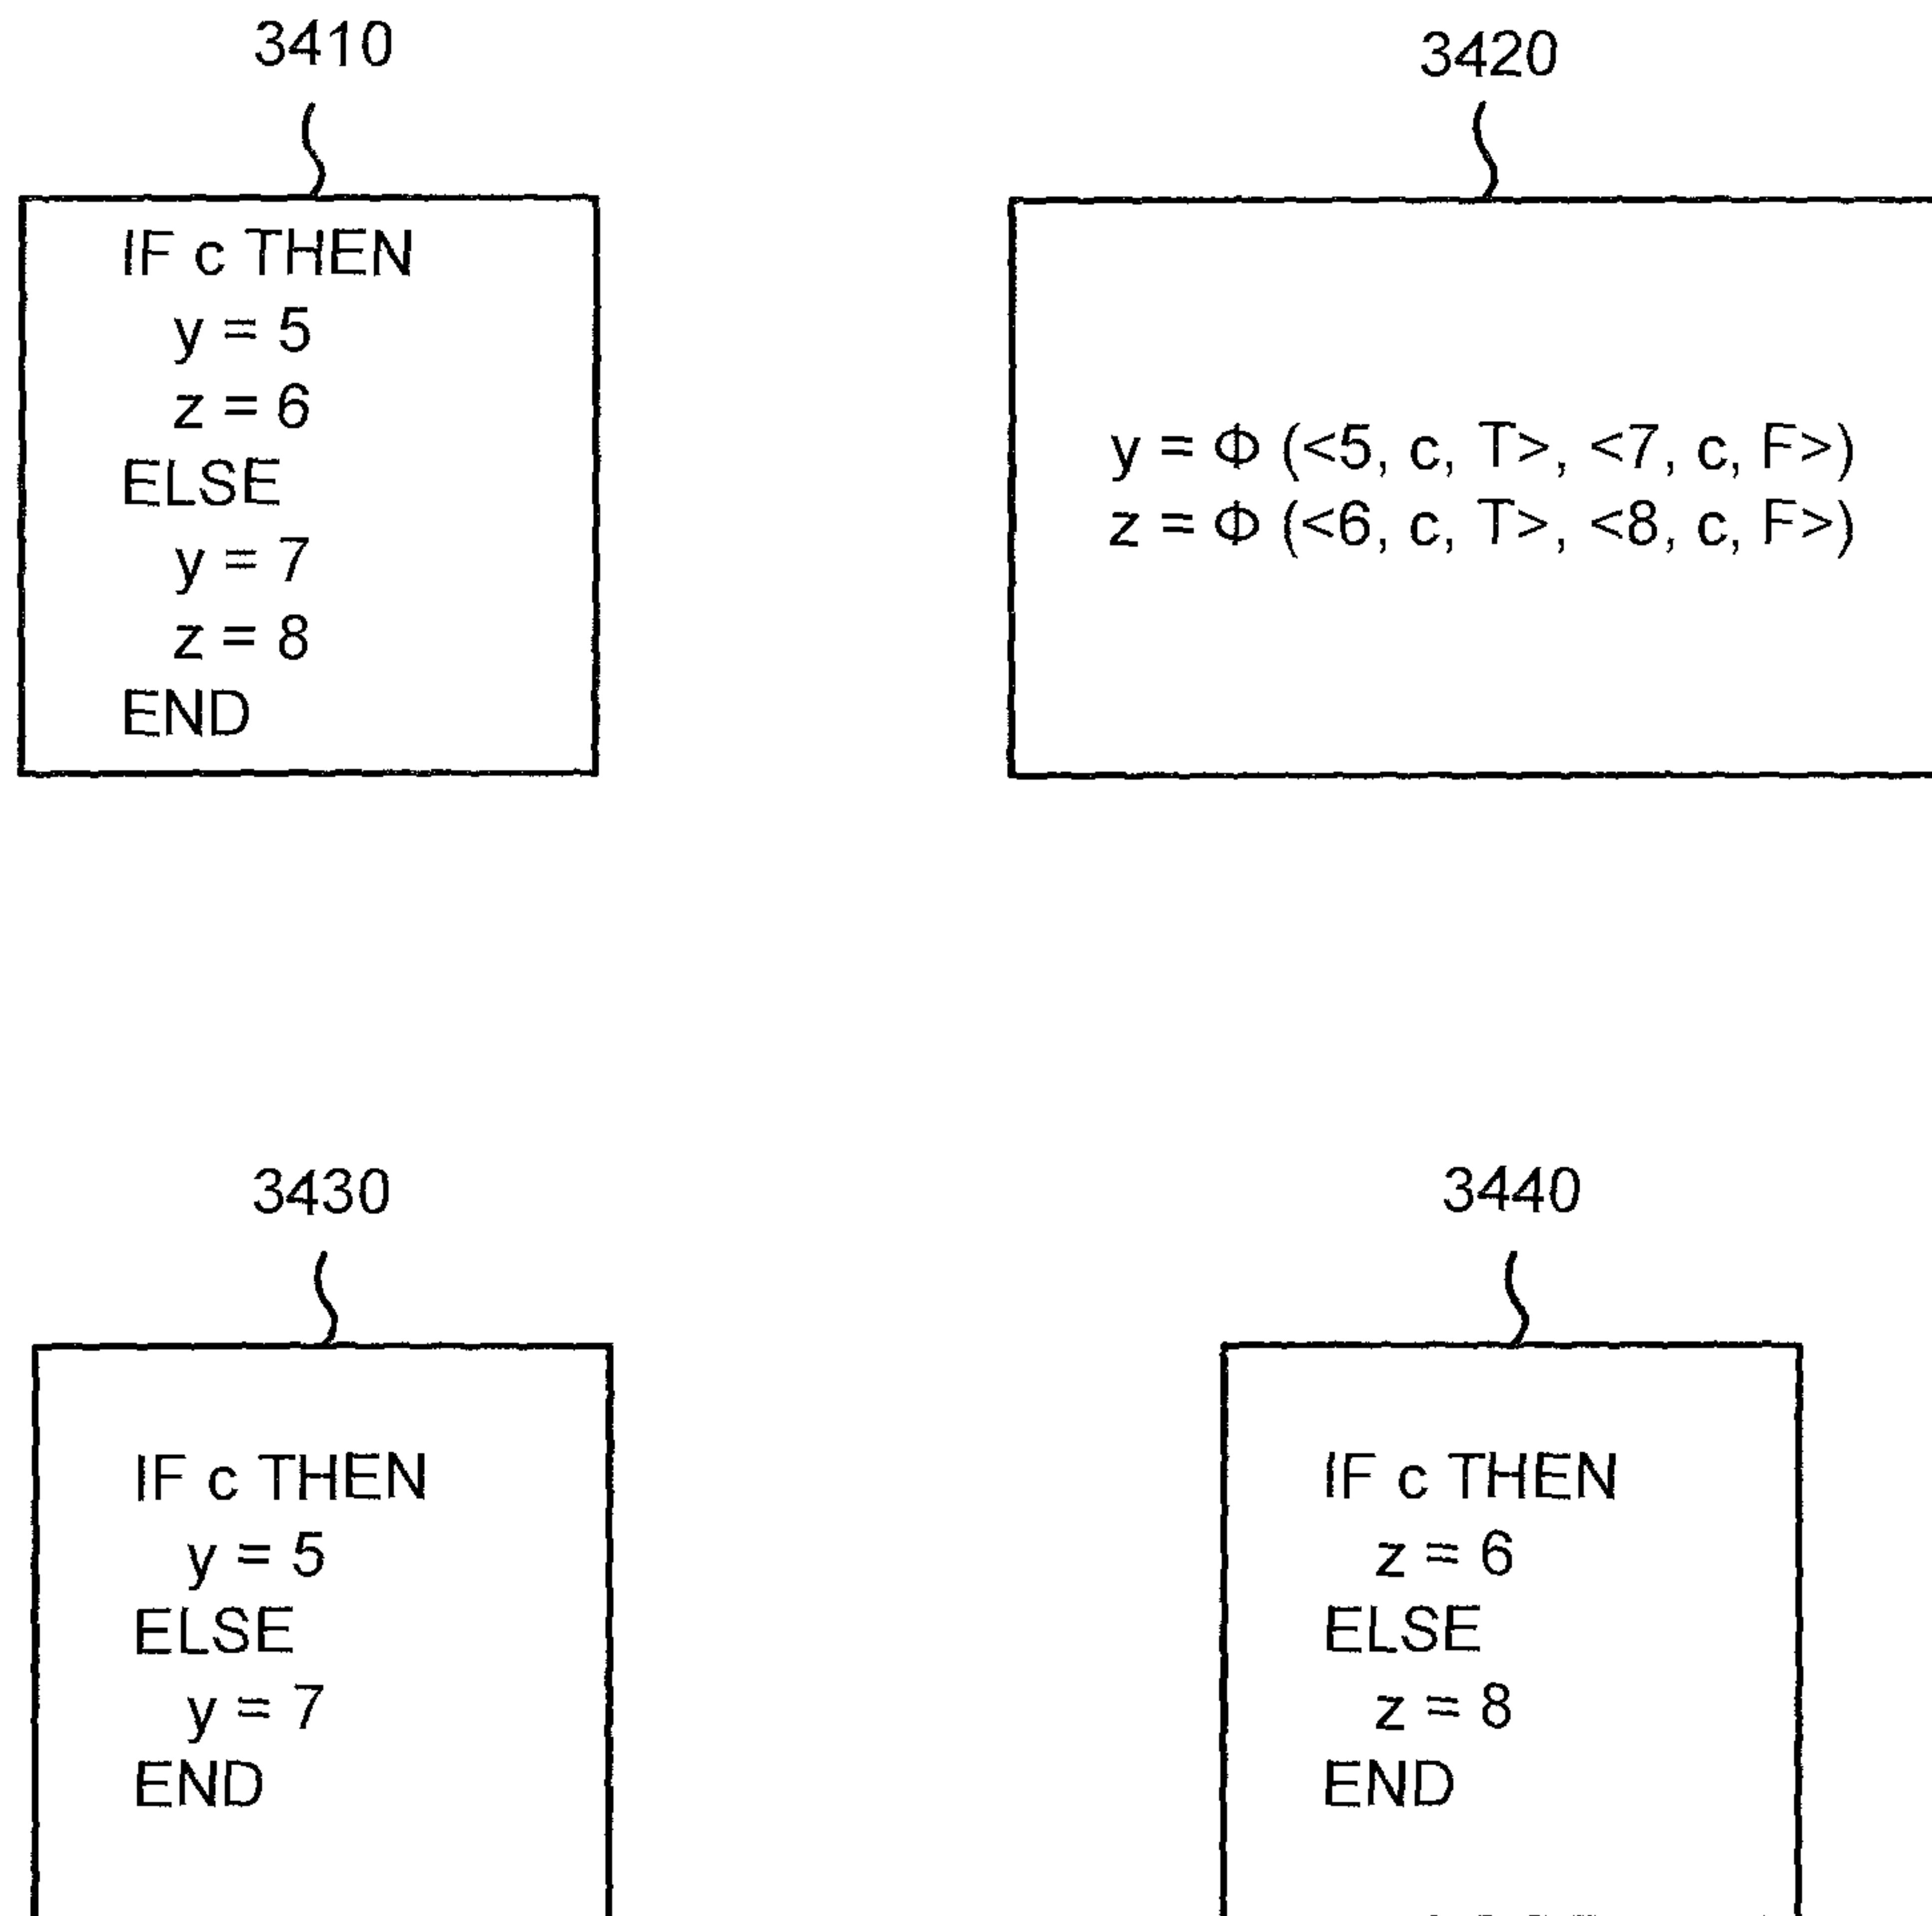 3410
IF c THEN
y = 5
z = 6
ELSE
y = 7
z = 8
END
3420
y = Φ (<5, c, T>, <7, c, F>)
z = Φ (<6, c, T>, <8, c, F>)
3430
IF c THEN
y = 5
ELSE
y = 7
END
3440
IF c THEN
z = 6
ELSE
z = 8
END